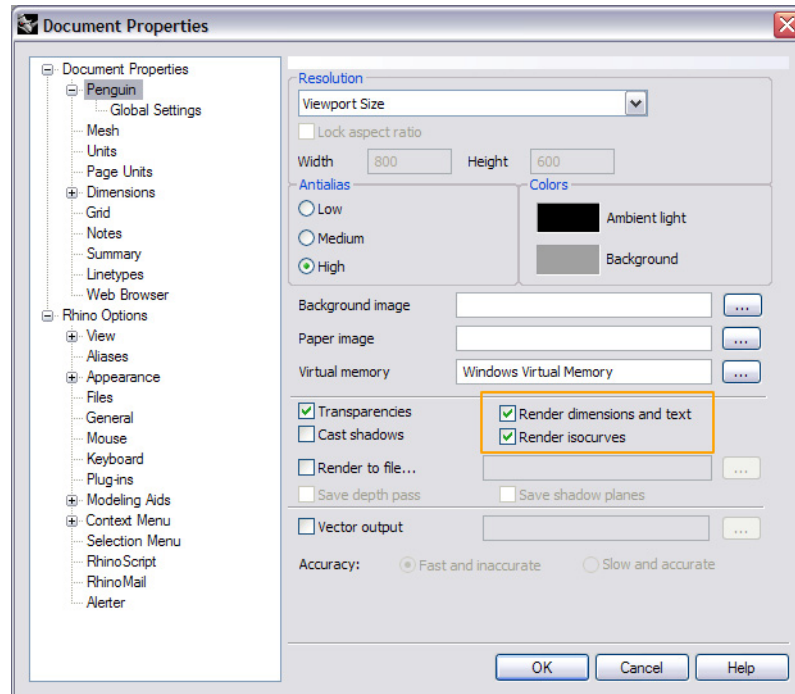 Document Properties
Document Properties
Penguin
Global Settings
Mesh
Units
Page Units
Dimensions
Grid
Notes
Summary
Linetypes
Web Browser
Rhino Options
View
Aliases
Appearance
Files
General
Mouse
Keyboard
Plug-ins
Modeling Aids
Context Menu
Selection Menu
RhinoScript
RhinoMail
Alerter
Resolution
Viewport Size
Lock aspect ratio
Width 800 Height 600
Antialias
Low
Medium
High
Colors
Ambient light
Background
Background image ...
Paper image ...
Virtual memory Windows Virtual Memory ...
Transparencies Render dimensions and text
Cast shadows Render isocurves
Render to file... ...
Save depth pass Save shadow planes
Vector output ...
Accuracy: Fast and inaccurate Slow and accurate
OK Cancel Help